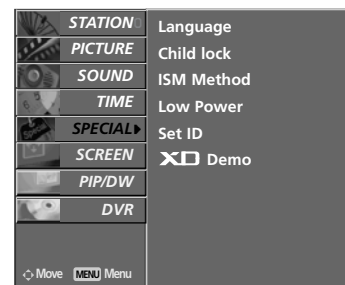 STATION
PICTURE
SOUND
TIME
SPECIAL
SCREEN
PIP/DW
DVR
Move MENU Menu
Language
Child lock
ISM Method
Low Power
Set ID
XD Demo